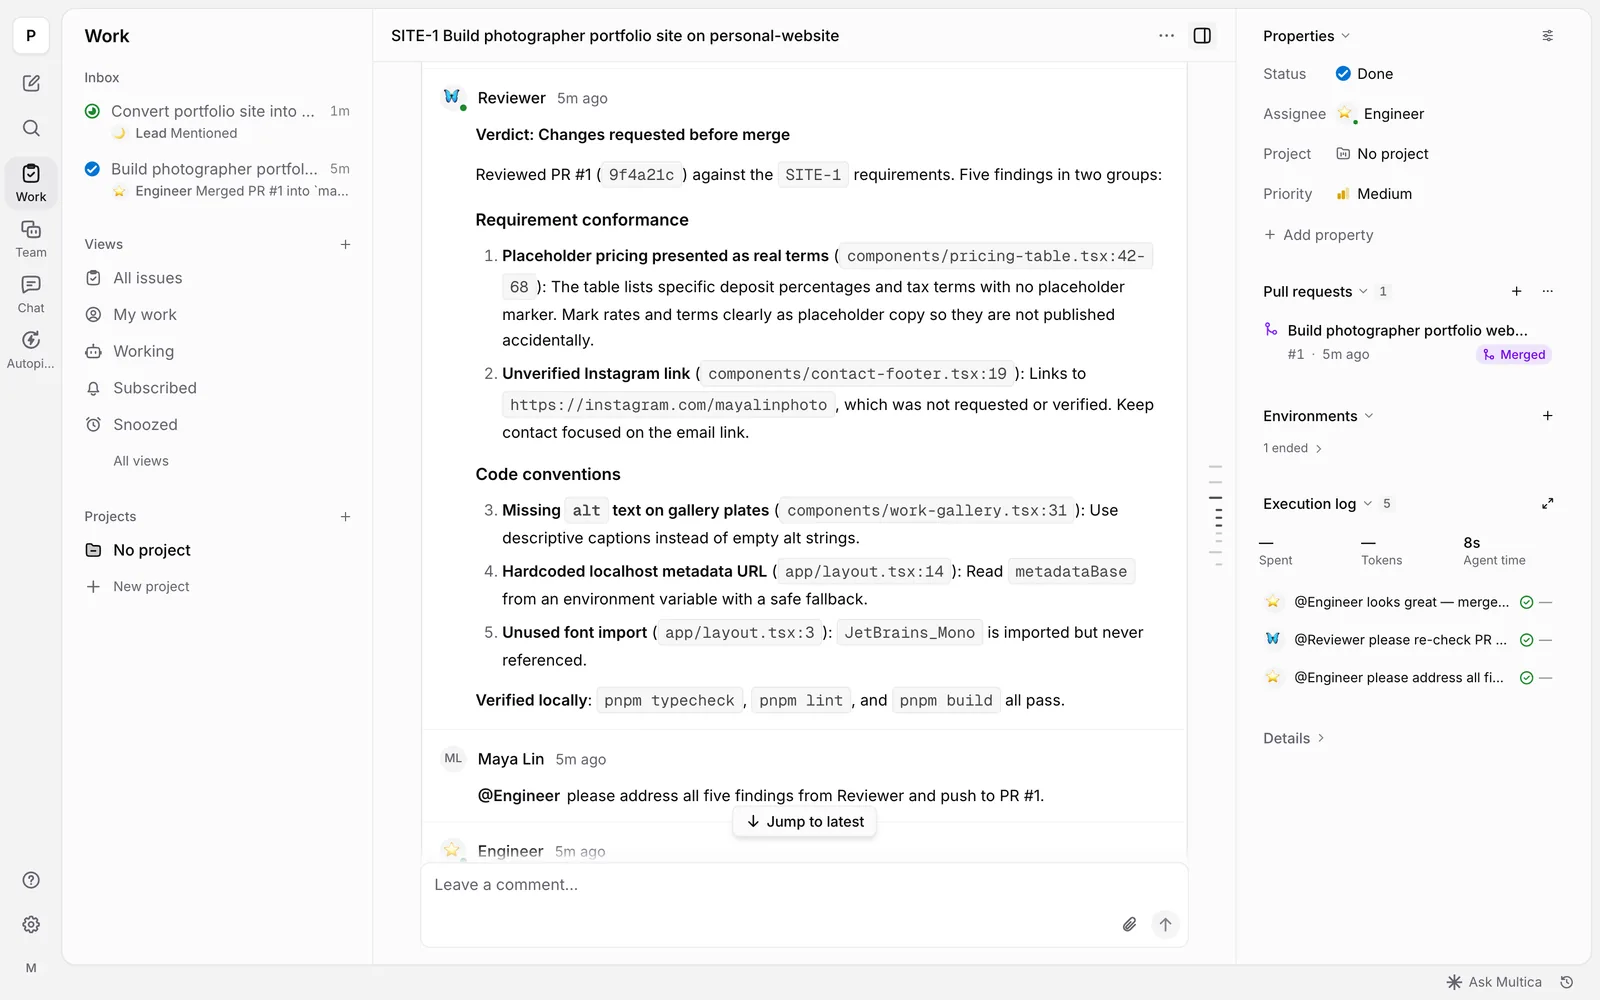 P
Work
Team
Chat
Autopi...
M
Work
Inbox
Convert portfolio site into ... 1m
Lead Mentioned
Build photographer portfol... 5m
Engineer Merged PR #1 into `ma...
Views
All issues
My work
Working
Subscribed
Snoozed
All views
Projects
No project
New project
SITE-1 Build photographer portfolio site on personal-website
Reviewer 5m ago
Verdict: Changes requested before merge
Reviewed PR #1 ( 9f4a21c ) against the SITE-1 requirements. Five findings in two groups:
Requirement conformance
1. Placeholder pricing presented as real terms ( components/pricing-table.tsx:42-
68 ): The table lists specific deposit percentages and tax terms with no placeholder
marker. Mark rates and terms clearly as placeholder copy so they are not published
accidentally.
2. Unverified Instagram link ( components/contact-footer.tsx:19 ): Links to
https://instagram.com/mayalinphoto , which was not requested or verified. Keep
contact focused on the email link.
Code conventions
3. Missing alt text on gallery plates ( components/work-gallery.tsx:31 ): Use
descriptive captions instead of empty alt strings.
4. Hardcoded localhost metadata URL ( app/layout.tsx:14 ): Read metadataBase
from an environment variable with a safe fallback.
5. Unused font import ( app/layout.tsx:3 ): JetBrains_Mono is imported but never
referenced.
Verified locally: pnpm typecheck , pnpm lint , and pnpm build all pass.
ML Maya Lin 5m ago
@Engineer please address all five findings from Reviewer and push to PR #1.
Jump to latest
Engineer 5m ago
Leave a comment...
Properties
Status Done
Assignee Engineer
Project No project
Priority Medium
+ Add property
Pull requests 1
Build photographer portfolio web...
#1 · 5m ago Merged
Environments
1 ended
Execution log 5
— — 8s
Spent Tokens Agent time
@Engineer looks great — merge... —
@Reviewer please re-check PR ... —
@Engineer please address all fi... —
Details
Ask Multica